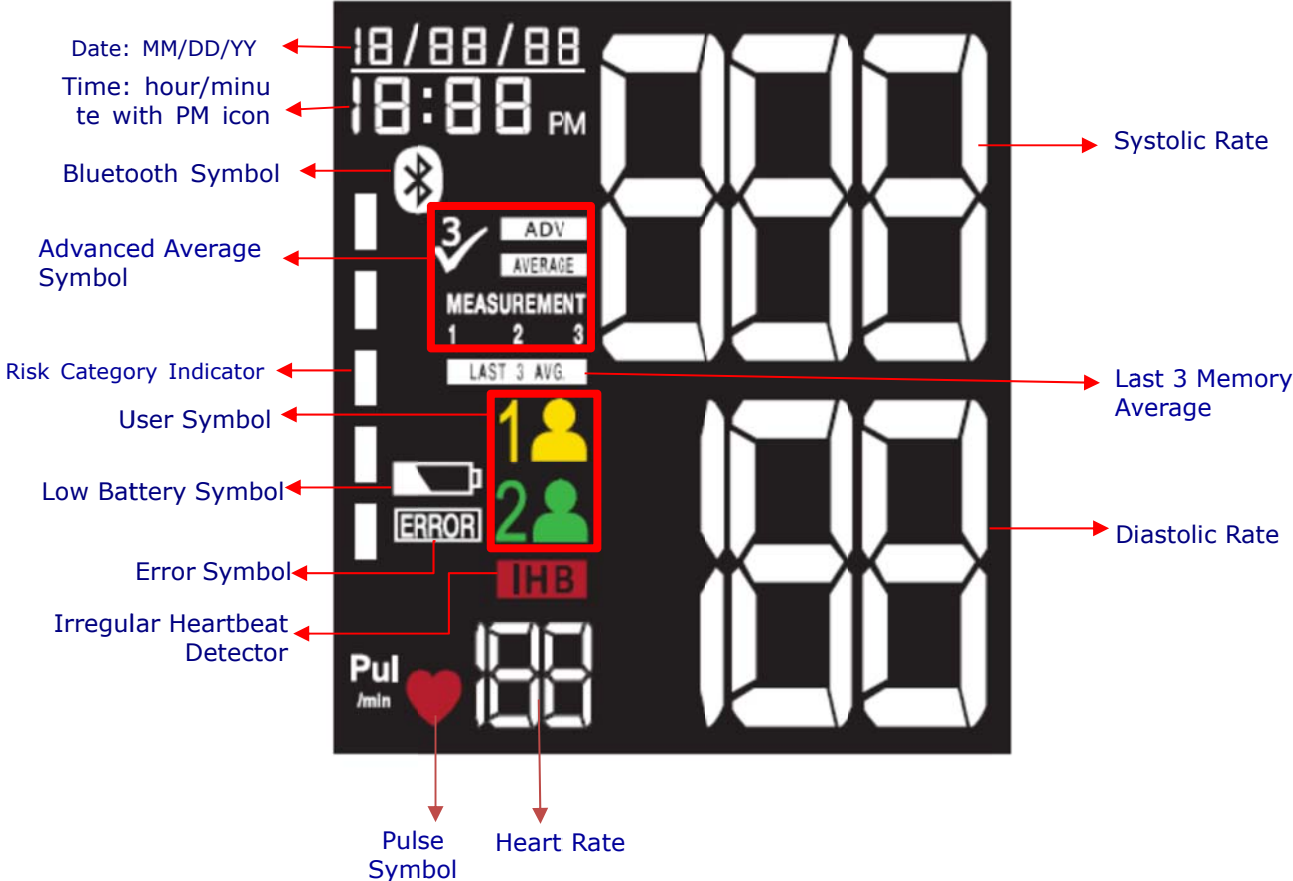 Date: MM/DD/YY
18/88/88
Time: hour/minu
te with PM icon
18:88 PM
Bluetooth Symbol
888
Systolic Rate
Advanced Average
Symbol
3
ADV
AVERAGE
MEASUREMENT
1 2 3
Risk Category Indicator
LAST 3 AVG.
Last 3 Memory
Average
User Symbol
1
2
Low Battery Symbol
ERROR
188
Diastolic Rate
Error Symbol
IHB
Irregular Heartbeat
Detector
Pul
/min
188
Pulse
Symbol
Heart Rate